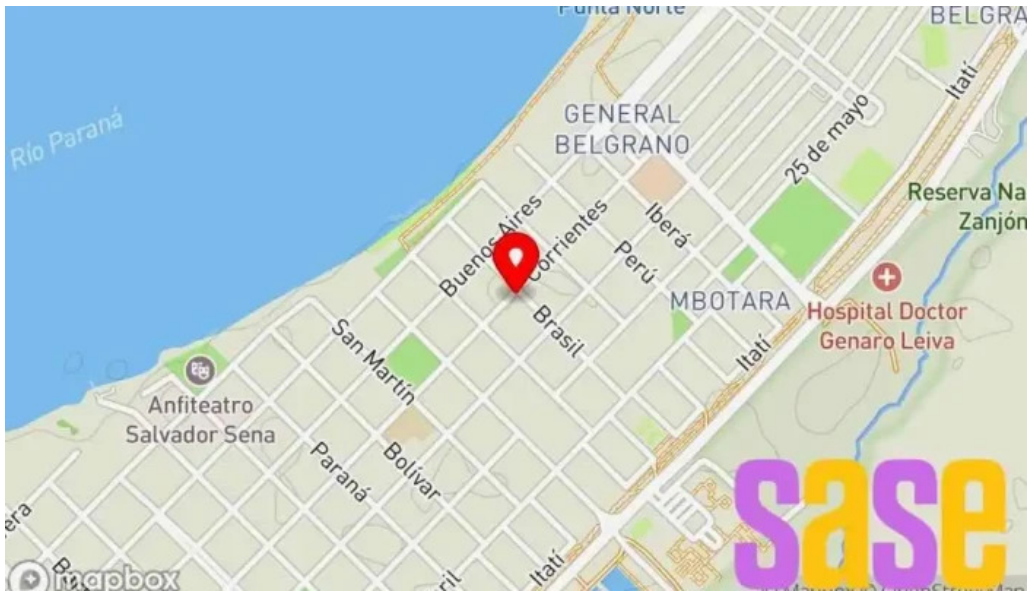 Punta Norte
BELGRA
Itatí
GENERAL
BELGRANO
25 de mayo
Río Paraná
Reserva Na
Zanjón
Buenos Aires
Corrientes
Iberá
Perú
MBOTARA
Hospital Doctor
Genaro Leiva
Brasil
San Martín
Itatí
Anfiteatro
Salvador Sena
Bolívar
Paraná
sase
Itatí
mapbox